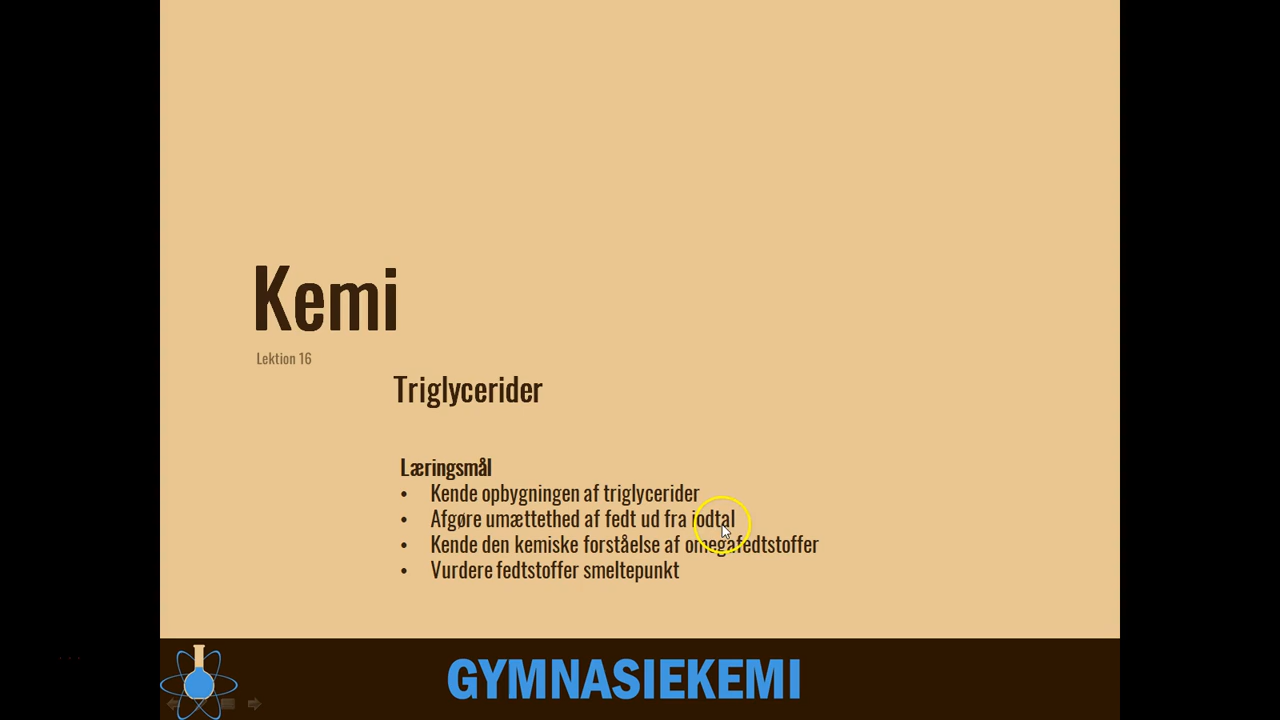 Kemi
Lektion 16
Triglycerider
Læringsmål
• Kende opbygningen af triglycerider
• Afgøre umættethed af fedt ud fra iodtal
• Kende den kemiske forståelse af omegafedtstoffer
• Vurdere fedtstoffer smeltepunkt
GYMNASIEKEMI